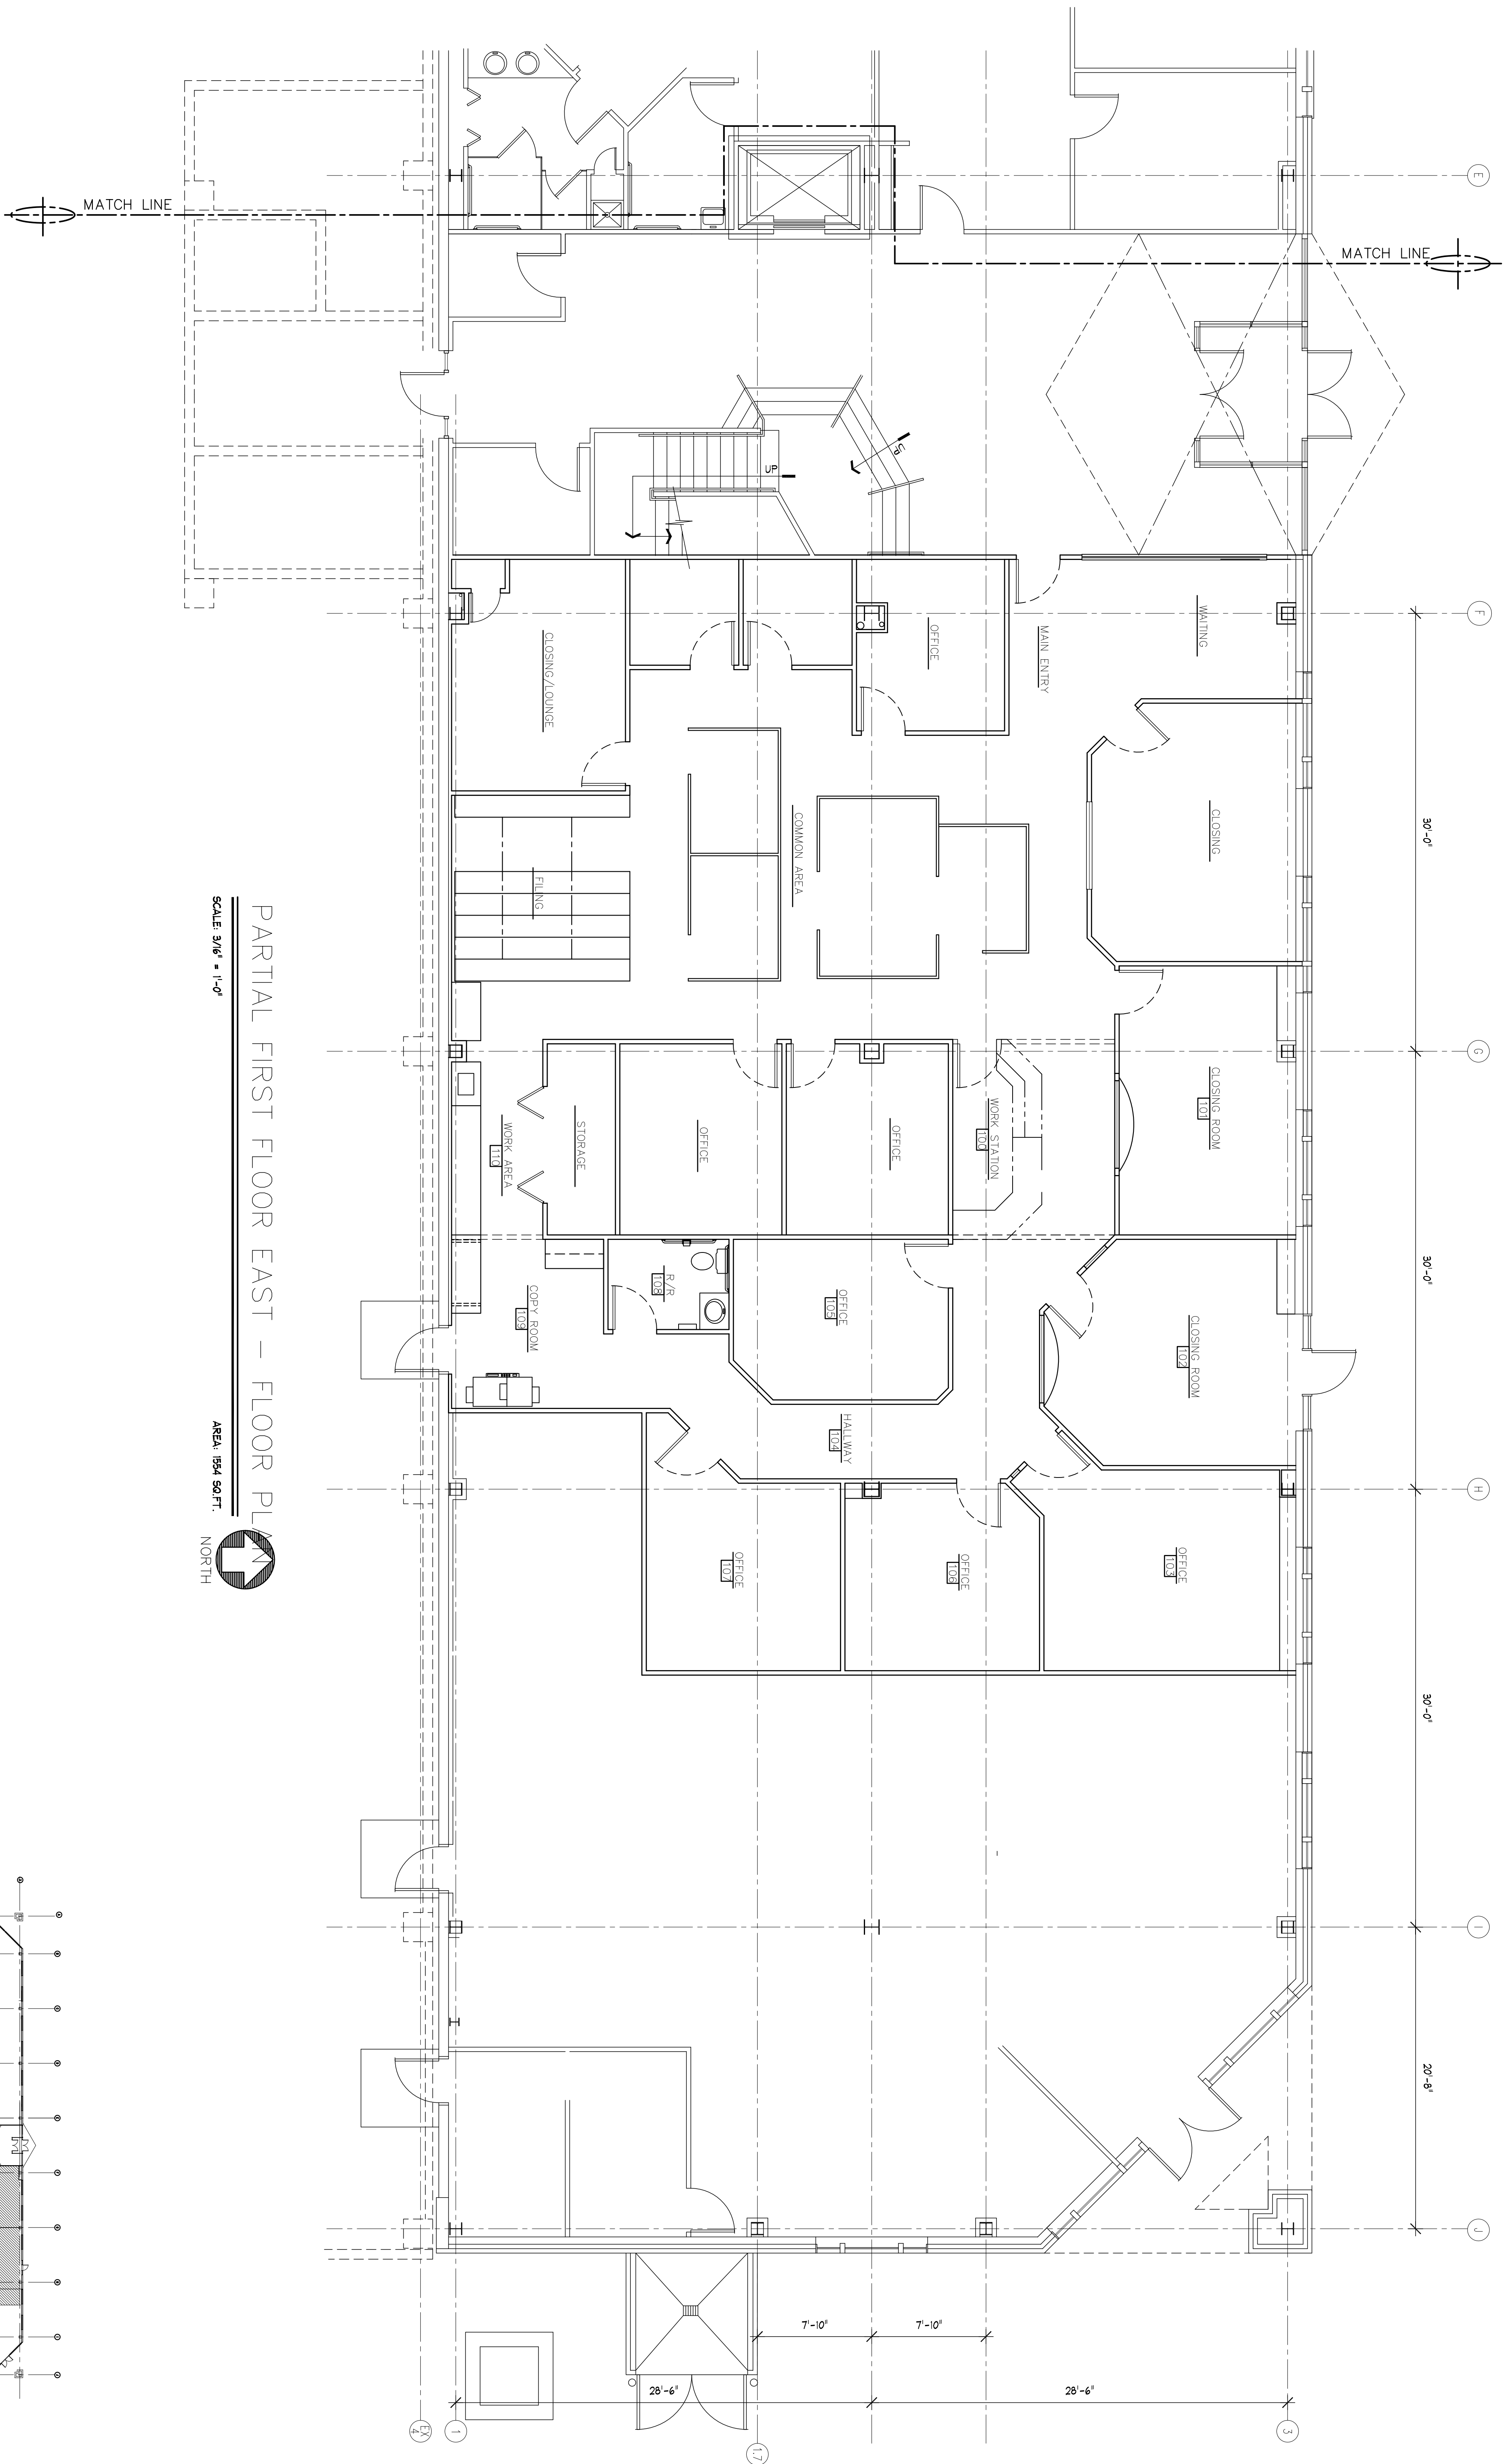 E
MATCH LINE
MATCH LINE
UP
UP
F
WAITING
MAIN ENTRY
OFFICE
CLOSING/LOUNGE
CLOSING
30'-0"
COMMON AREA
FILING
G
CLOSING ROOM
101
WORK STATION
100
OFFICE
OFFICE
STORAGE
WORK AREA
110
30'-0"
R/R
108
OFFICE
105
COPY ROOM
109
CLOSING ROOM
102
HALLWAY
104
H
OFFICE
103
OFFICE
106
OFFICE
107
30'-0"
I
20'-8"
J
7'-10"
7'-10"
28'-6"
28'-6"
EX
4
1
1.7
3
PARTIAL FIRST FLOOR EAST – FLOOR PLAN
SCALE: 3/16" = 1'-0"
AREA: 1554 SQ.FT.
NORTH